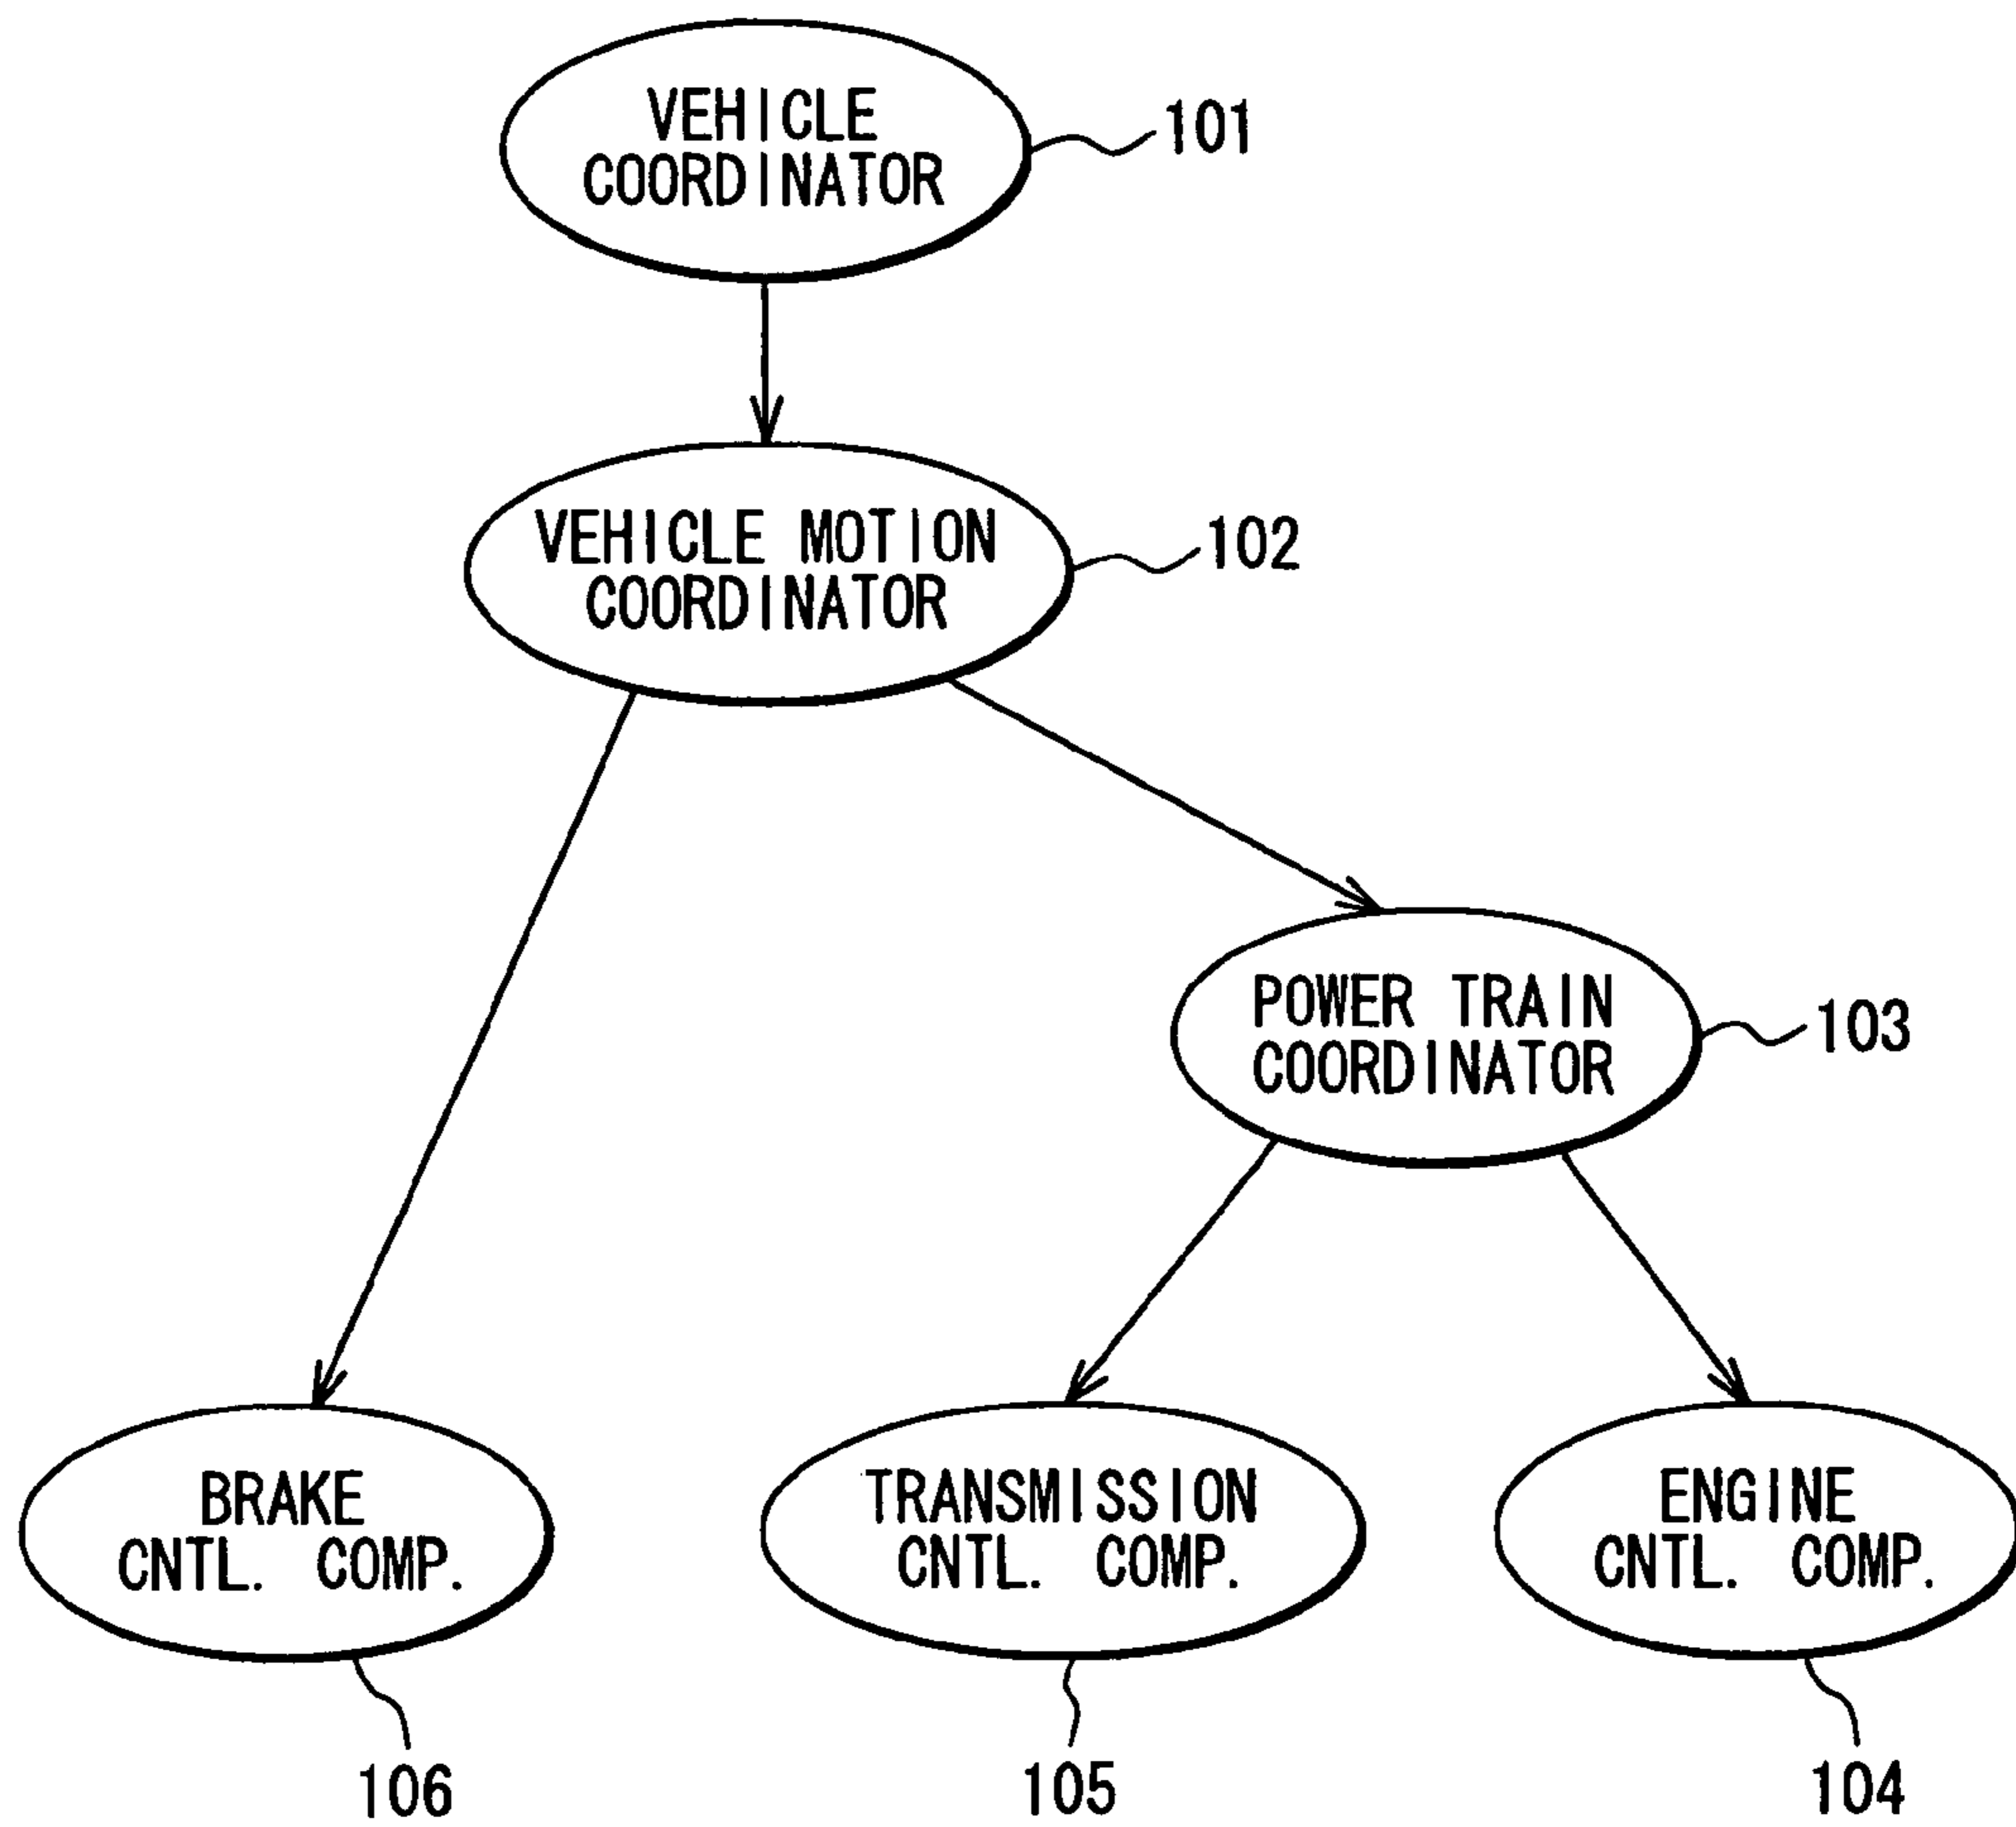 VEHICLE
COORDINATOR
101
VEHICLE MOTION
COORDINATOR
102
POWER TRAIN
COORDINATOR
103
BRAKE
CNTL. COMP.
TRANSMISSION
CNTL. COMP.
ENGINE
CNTL. COMP.
106
105
104